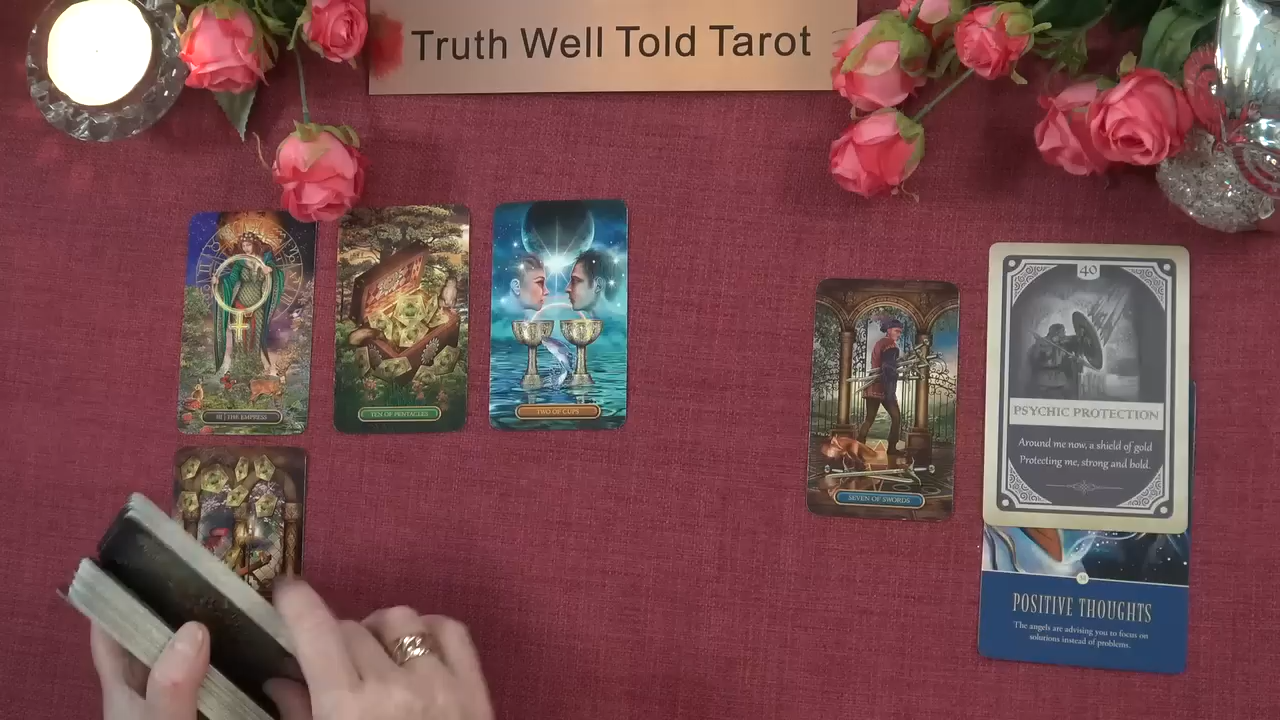 Truth Well Told Tarot
III | THE EMPRESS
TEN OF PENTACLES
TWO OF CUPS
SEVEN OF SWORDS
40
PSYCHIC PROTECTION
Around me now, a shield of gold
Protecting me, strong and bold.
POSITIVE THOUGHTS
The angels are advising you to focus on
solutions instead of problems.